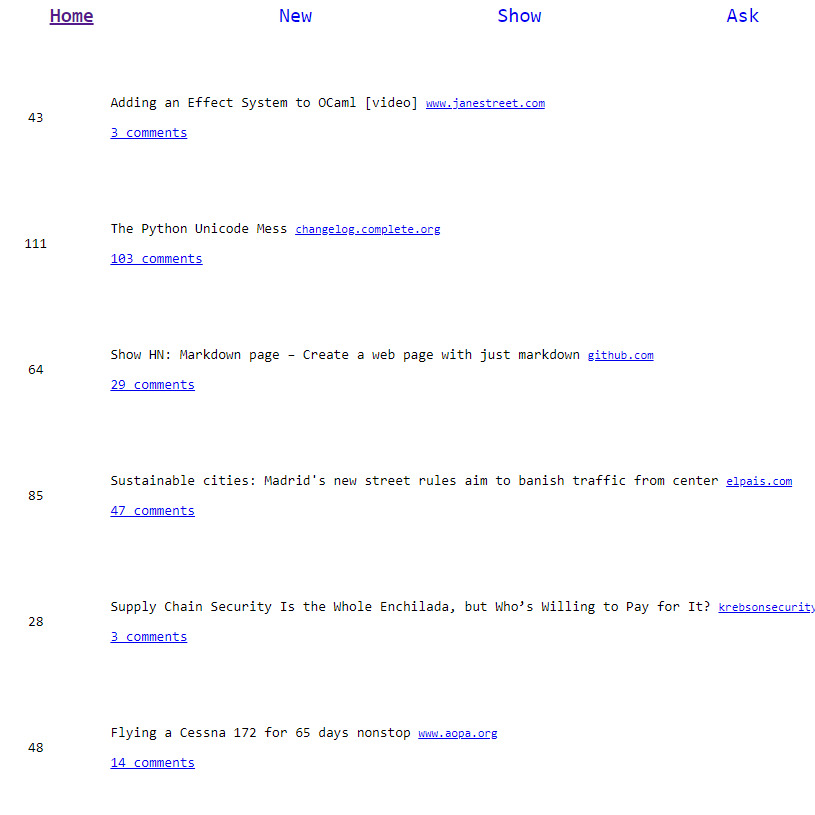 Home New Show Ask
Adding an Effect System to OCaml [video] www.janestreet.com
43
3 comments
The Python Unicode Mess changelog.complete.org
111
103 comments
Show HN: Markdown page – Create a web page with just markdown github.com
64
29 comments
Sustainable cities: Madrid's new street rules aim to banish traffic from center elpais.com
85
47 comments
Supply Chain Security Is the Whole Enchilada, but Who’s Willing to Pay for It? krebsonsecurity
28
3 comments
Flying a Cessna 172 for 65 days nonstop www.aopa.org
48
14 comments